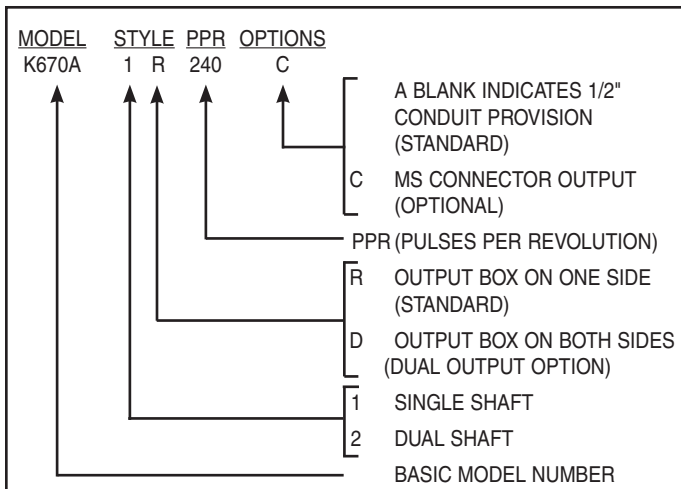 MODEL STYLE PPR OPTIONS
K670A 1 R 240 C
A BLANK INDICATES 1/2"
CONDUIT PROVISION
(STANDARD)
C MS CONNECTOR OUTPUT
(OPTIONAL)
PPR (PULSES PER REVOLUTION)
R OUTPUT BOX ON ONE SIDE
(STANDARD)
D OUTPUT BOX ON BOTH SIDES
(DUAL OUTPUT OPTION)
1 SINGLE SHAFT
2 DUAL SHAFT
BASIC MODEL NUMBER